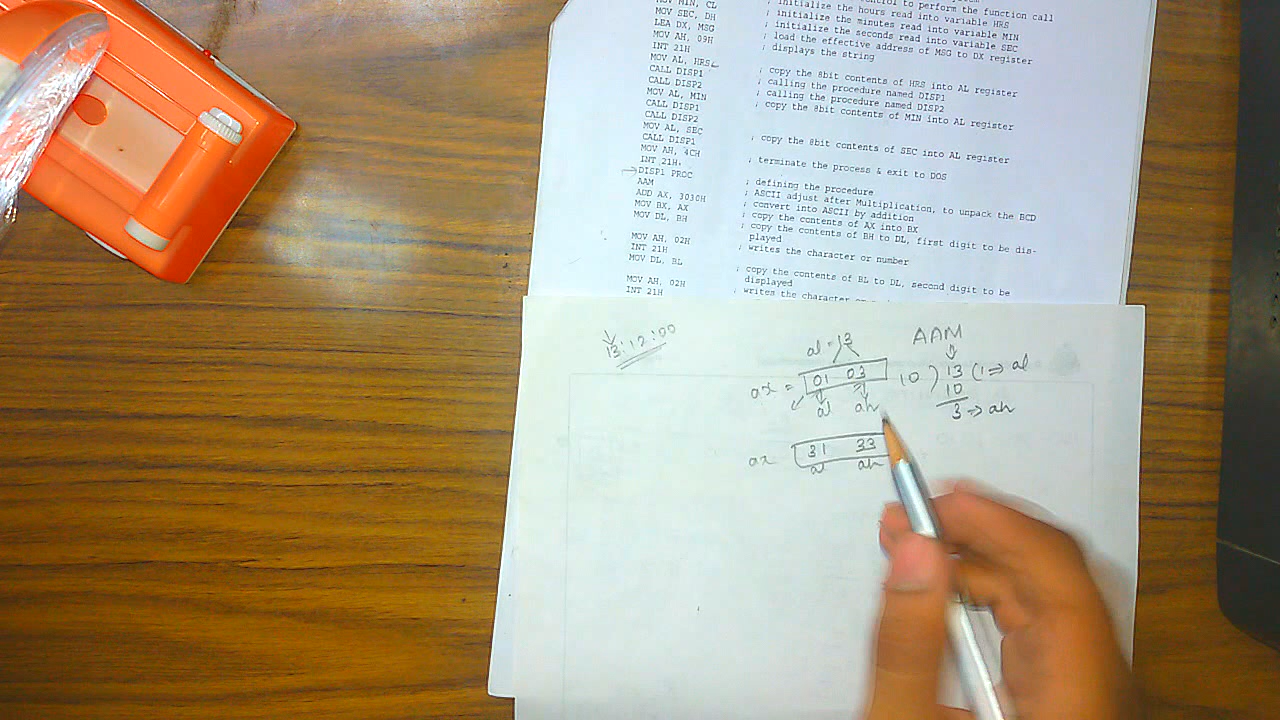 control to perform the function call
MOV MIN, CL ; initialize the hours read into variable HRS
MOV SEC, DH ; initialize the minutes read into variable MIN
LEA DX, MSG ; initialize the seconds read into variable SEC
MOV AH, 09H ; load the effective address of MSG to DX register
INT 21H ; displays the string
MOV AL, HRS
CALL DISP1 ; copy the 8bit contents of HRS into AL register
CALL DISP2 ; calling the procedure named DISP1
MOV AL, MIN ; calling the procedure named DISP2
CALL DISP1 ; copy the 8bit contents of MIN into AL register
CALL DISP2
MOV AL, SEC
CALL DISP1 ; copy the 8bit contents of SEC into AL register
MOV AH, 4CH
INT 21H ; terminate the process & exit to DOS
DISP1 PROC
AAM ; defining the procedure
ADD AX, 3030H ; ASCII adjust after Multiplication, to unpack the BCD
MOV BX, AX ; convert into ASCII by addition
MOV DL, BH ; copy the contents of AX into BX
; copy the contents of BH to DL, first digit to be dis-
MOV AH, 02H played
INT 21H ; writes the character or number
MOV DL, BL
; copy the contents of BL to DL, second digit to be
MOV AH, 02H displayed
INT 21H ; writes the character
13:12:00
al = 13
AAM
ax = 01 03
10 ) 13 ( 1 => al
al ah
10
3 => ah
ax 31 33
al ah